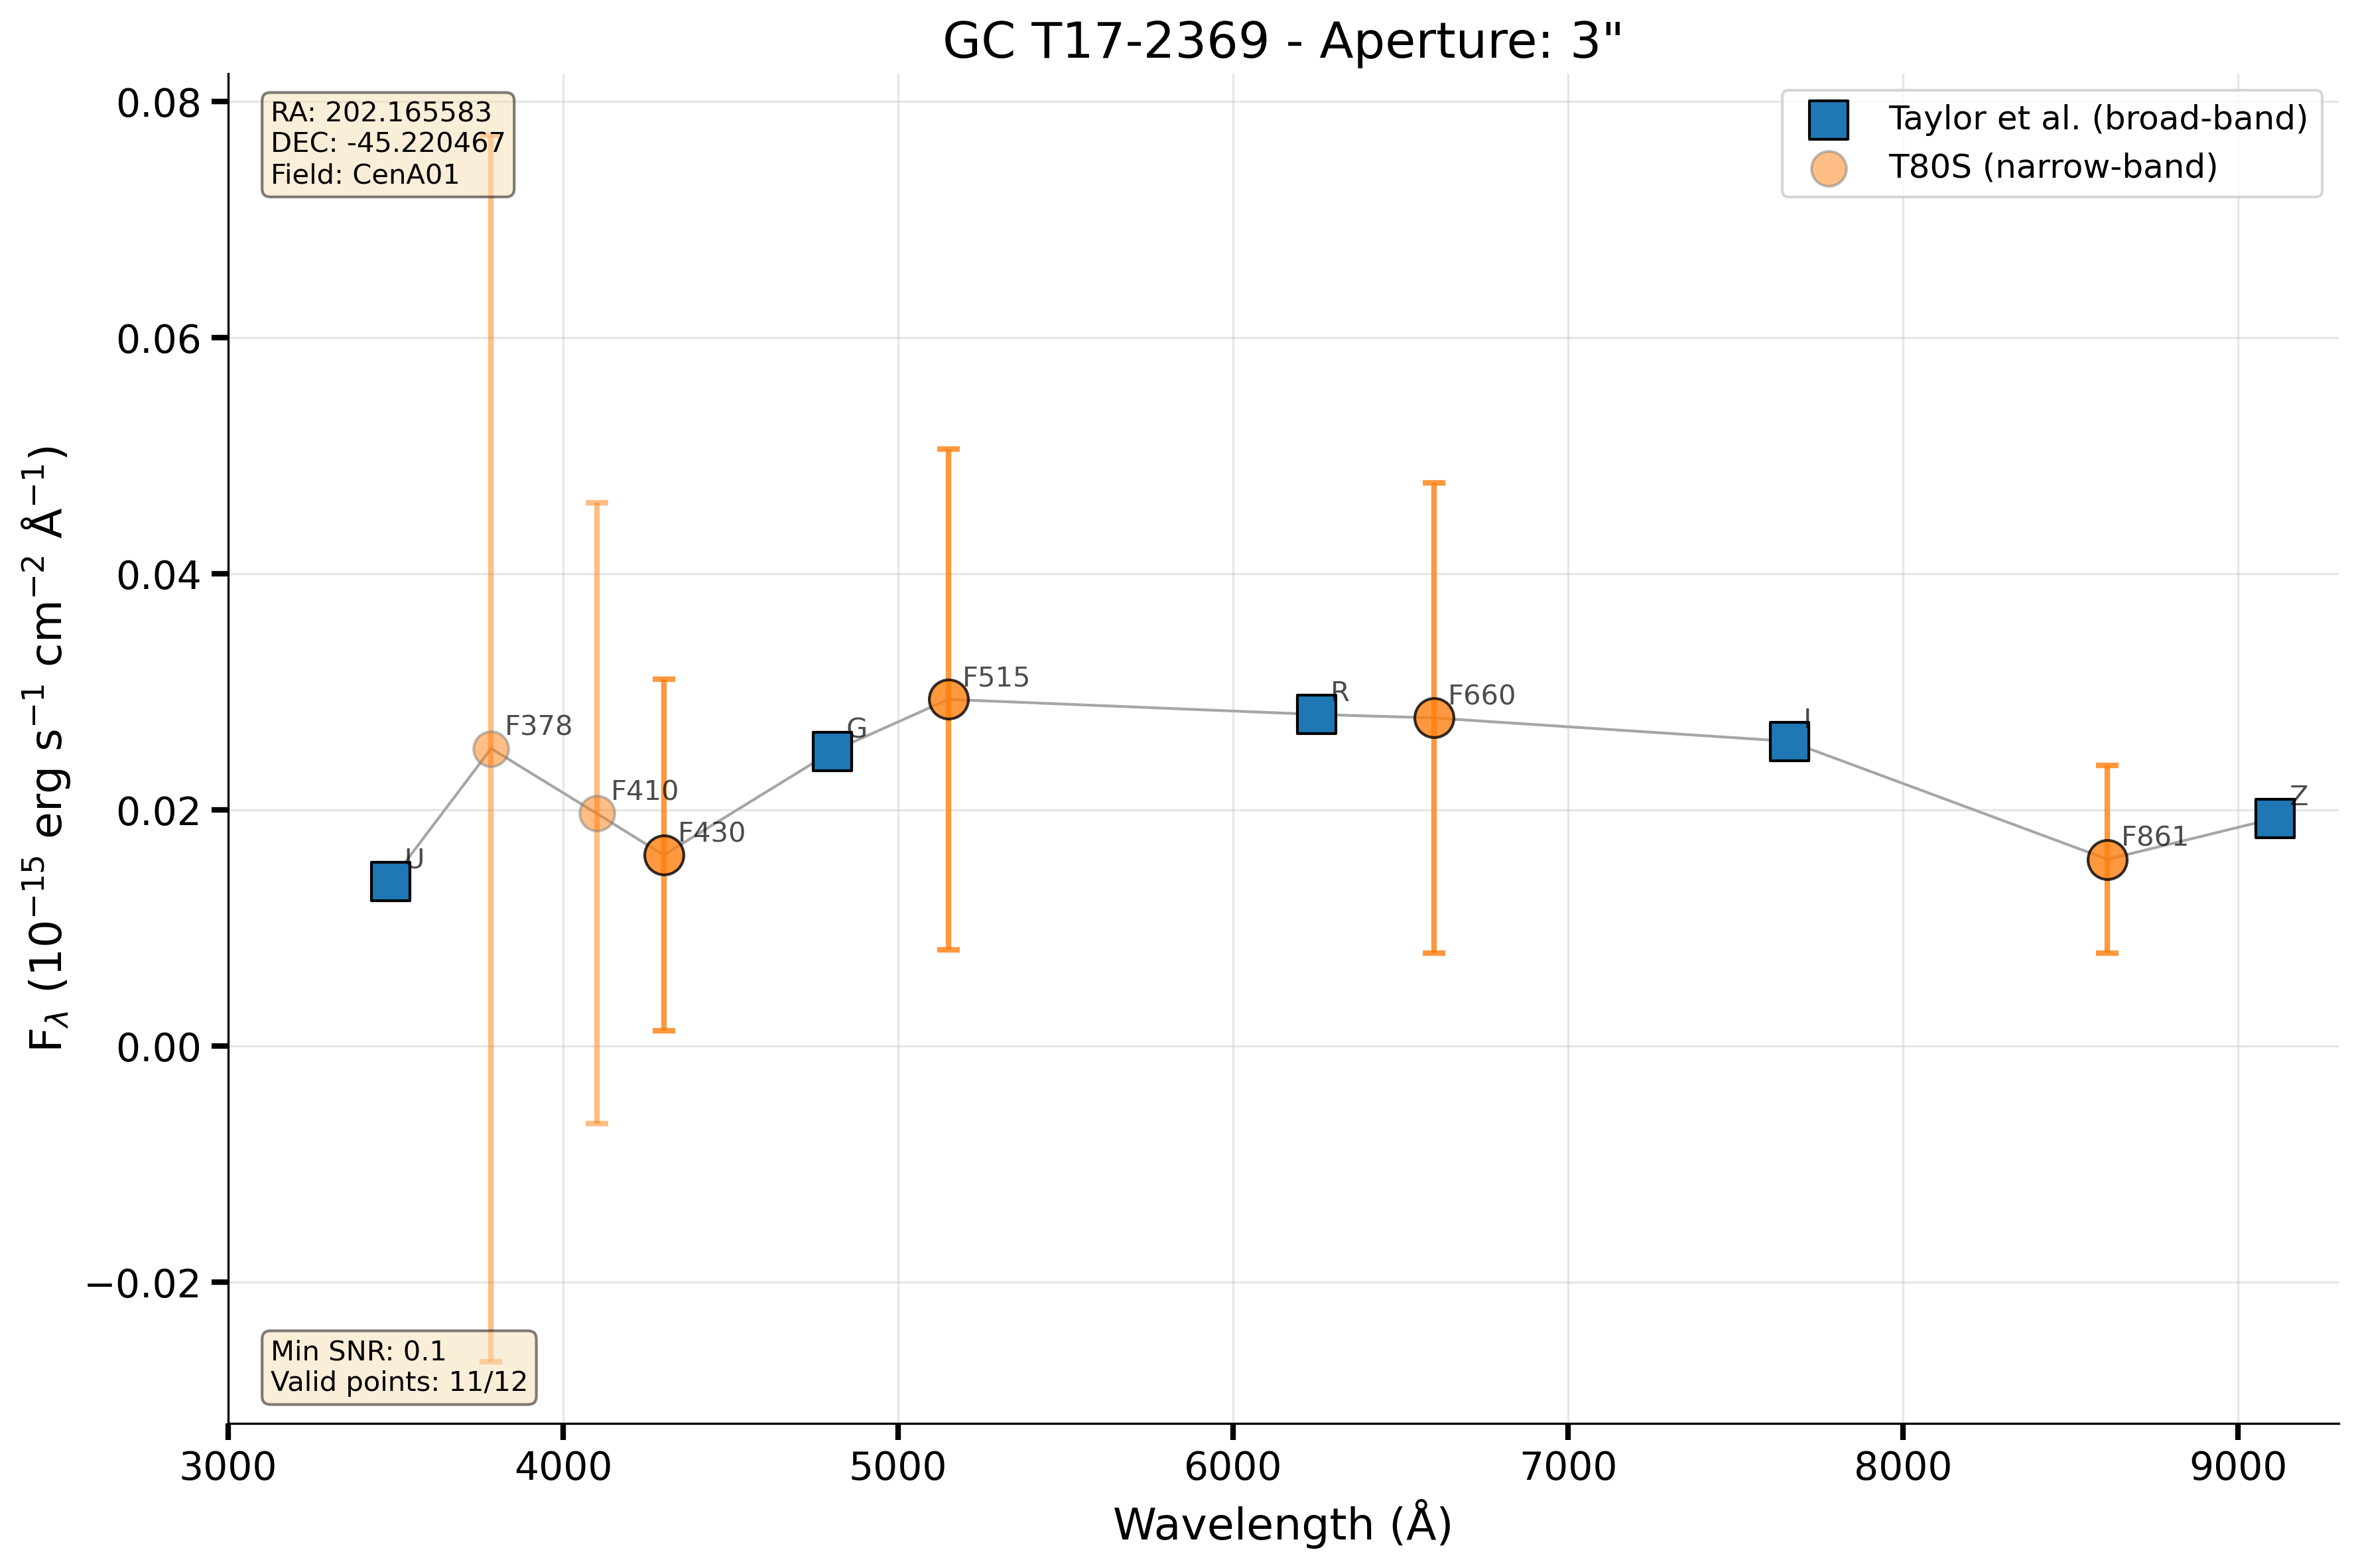 GC T17-2369 - Aperture: 3"
RA: 202.165583
DEC: -45.220467
Field: CenA01
Taylor et al. (broad-band)
T80S (narrow-band)
0.08
0.06
0.04
0.02
0.00
−0.02
F_λ (10⁻¹⁵ erg s⁻¹ cm⁻² Å⁻¹)
U
F378
F410
F430
G
F515
R
F660
I
F861
Z
Min SNR: 0.1
Valid points: 11/12
3000 4000 5000 6000 7000 8000 9000
Wavelength (Å)